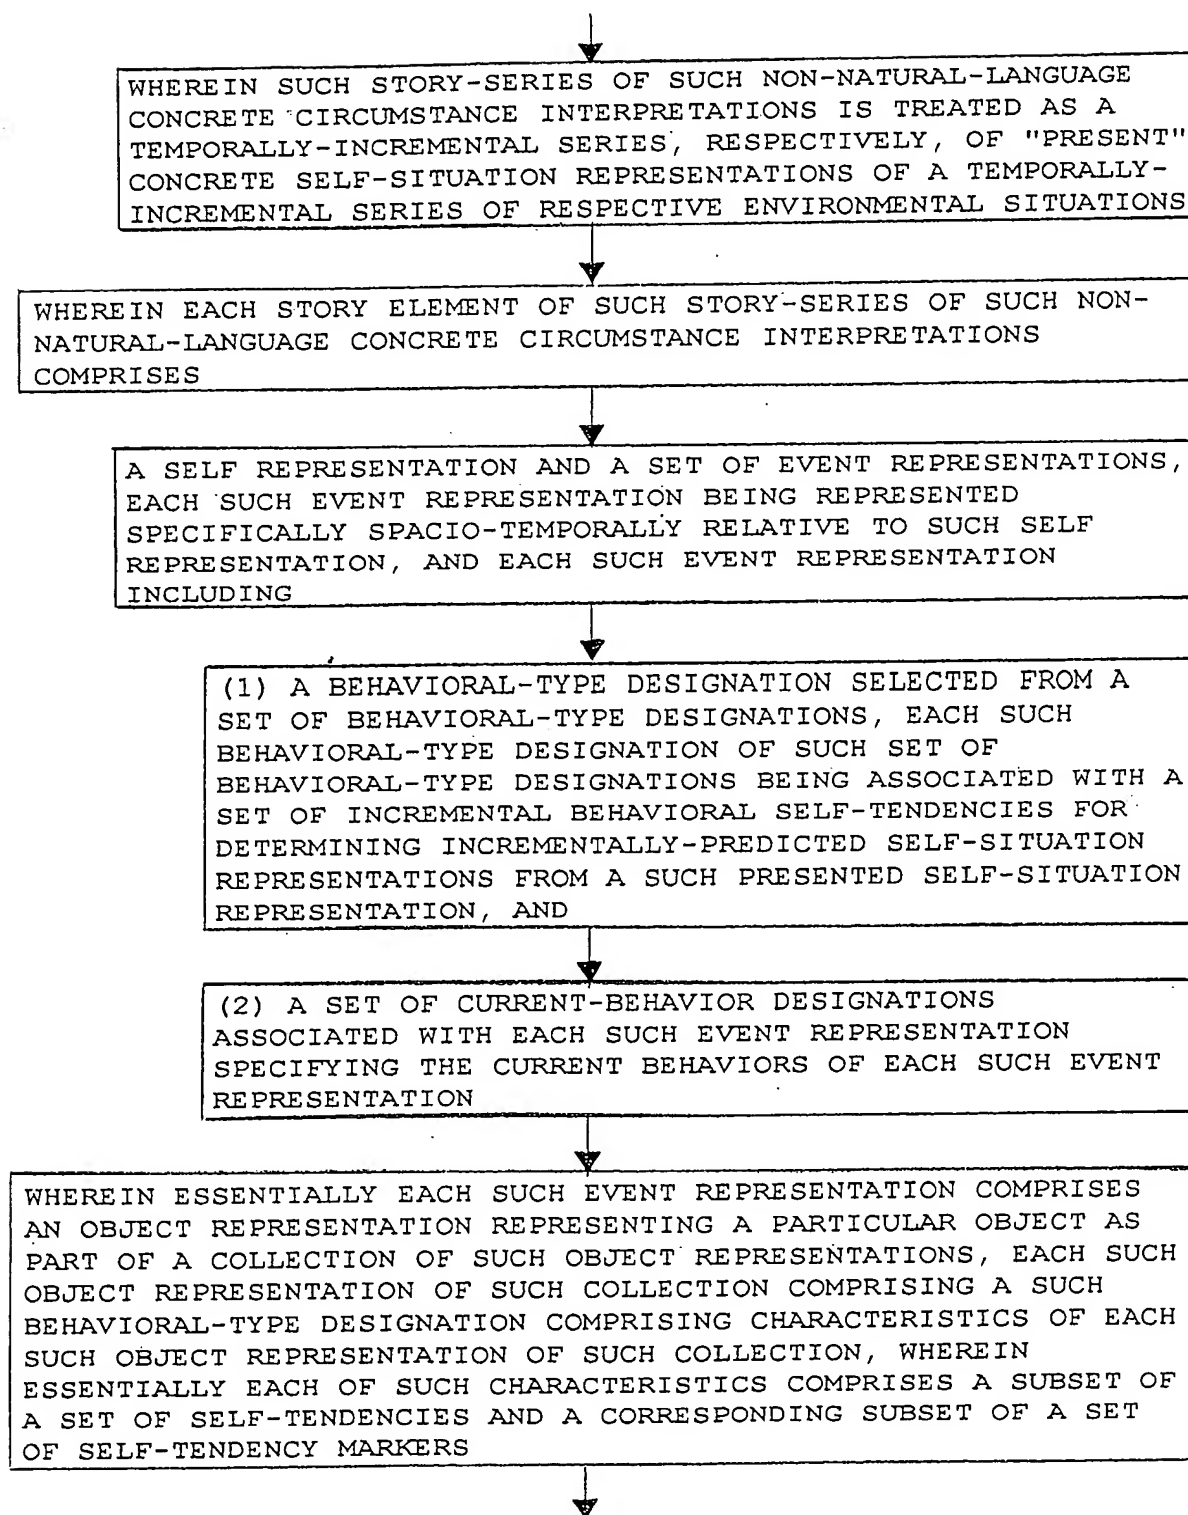 WHEREIN SUCH STORY-SERIES OF SUCH NON-NATURAL-LANGUAGE
CONCRETE CIRCUMSTANCE INTERPRETATIONS IS TREATED AS A
TEMPORALLY-INCREMENTAL SERIES, RESPECTIVELY, OF "PRESENT"
CONCRETE SELF-SITUATION REPRESENTATIONS OF A TEMPORALLY-
INCREMENTAL SERIES OF RESPECTIVE ENVIRONMENTAL SITUATIONS
WHEREIN EACH STORY ELEMENT OF SUCH STORY-SERIES OF SUCH NON-
NATURAL-LANGUAGE CONCRETE CIRCUMSTANCE INTERPRETATIONS
COMPRISES
A SELF REPRESENTATION AND A SET OF EVENT REPRESENTATIONS,
EACH SUCH EVENT REPRESENTATION BEING REPRESENTED
SPECIFICALLY SPACIO-TEMPORALLY RELATIVE TO SUCH SELF
REPRESENTATION, AND EACH SUCH EVENT REPRESENTATION
INCLUDING
(1) A BEHAVIORAL-TYPE DESIGNATION SELECTED FROM A
SET OF BEHAVIORAL-TYPE DESIGNATIONS, EACH SUCH
BEHAVIORAL-TYPE DESIGNATION OF SUCH SET OF
BEHAVIORAL-TYPE DESIGNATIONS BEING ASSOCIATED WITH A
SET OF INCREMENTAL BEHAVIORAL SELF-TENDENCIES FOR
DETERMINING INCREMENTALLY-PREDICTED SELF-SITUATION
REPRESENTATIONS FROM A SUCH PRESENTED SELF-SITUATION
REPRESENTATION, AND
(2) A SET OF CURRENT-BEHAVIOR DESIGNATIONS
ASSOCIATED WITH EACH SUCH EVENT REPRESENTATION
SPECIFYING THE CURRENT BEHAVIORS OF EACH SUCH EVENT
REPRESENTATION
WHEREIN ESSENTIALLY EACH SUCH EVENT REPRESENTATION COMPRISES
AN OBJECT REPRESENTATION REPRESENTING A PARTICULAR OBJECT AS
PART OF A COLLECTION OF SUCH OBJECT REPRESENTATIONS, EACH SUCH
OBJECT REPRESENTATION OF SUCH COLLECTION COMPRISING A SUCH
BEHAVIORAL-TYPE DESIGNATION COMPRISING CHARACTERISTICS OF EACH
SUCH OBJECT REPRESENTATION OF SUCH COLLECTION, WHEREIN
ESSENTIALLY EACH OF SUCH CHARACTERISTICS COMPRISES A SUBSET OF
A SET OF SELF-TENDENCIES AND A CORRESPONDING SUBSET OF A SET
OF SELF-TENDENCY MARKERS